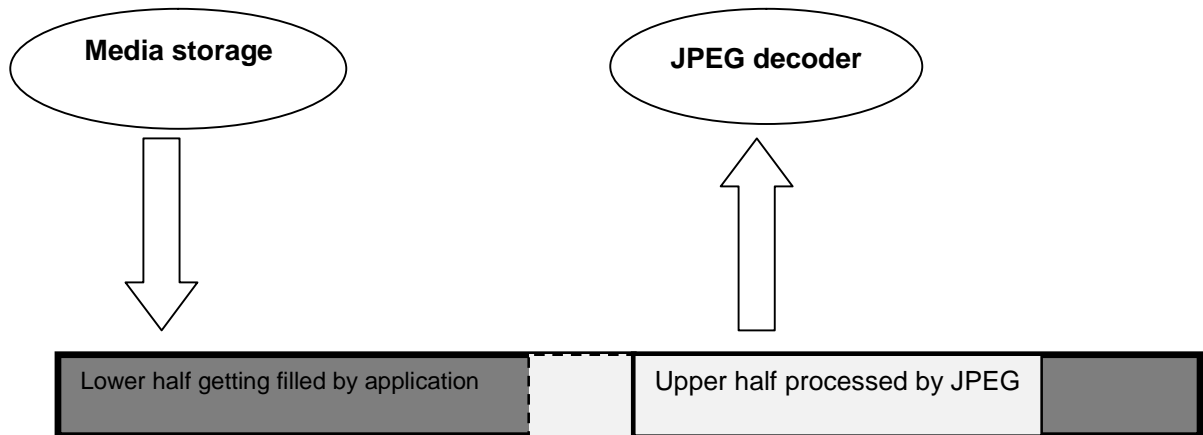 Media storage
JPEG decoder
Lower half getting filled by application
Upper half processed by JPEG